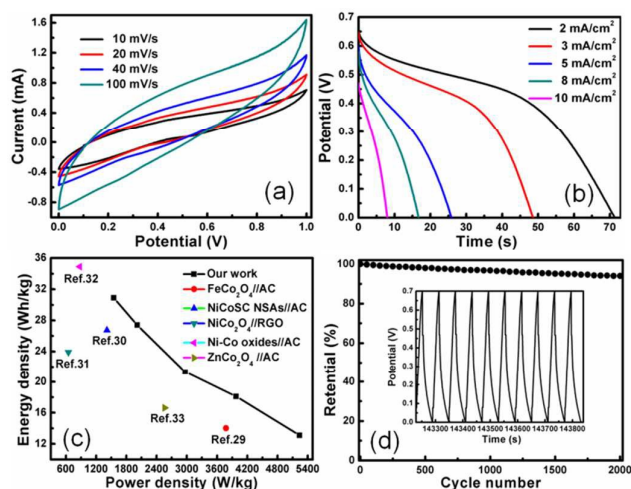 1.6
1.2
0.8
0.4
0.0
-0.4
-0.8
Current (mA)
10 mV/s
20 mV/s
40 mV/s
100 mV/s
(a)
0.0 0.2 0.4 0.6 0.8 1.0
Potential (V)
0.7
0.6
0.5
0.4
0.3
0.2
0.1
0.0
Potential (V)
2 mA/cm²
3 mA/cm²
5 mA/cm²
8 mA/cm²
10 mA/cm²
(b)
0 10 20 30 40 50 60 70
Time (s)
36
32
28
24
20
16
12
Energy density (Wh/kg)
Ref.32
Ref.30
Ref.31
Ref.33
Ref.29
Our work
FeCo₂O₄//AC
NiCoSC NSAs//AC
NiCo₂O₄//RGO
Ni-Co oxides//AC
ZnCo₂O₄ //AC
(c)
600 1200 1800 2400 3000 3600 4200 4800 5400
Power density (W/kg)
100
80
60
40
20
0
Retention (%)
0.7
0.6
0.5
0.4
0.3
0.2
0.1
0.0
Potential (V)
143300 143400 143500 143600 143700 143800
Time (s)
(d)
0 500 1000 1500 2000
Cycle number